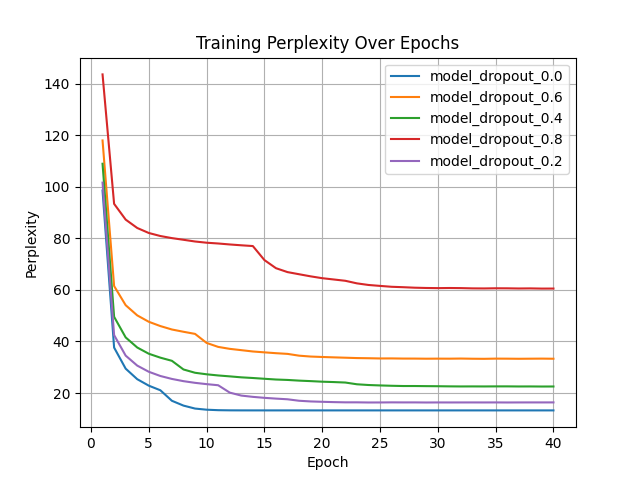 Training Perplexity Over Epochs
model_dropout_0.0
model_dropout_0.6
model_dropout_0.4
model_dropout_0.8
model_dropout_0.2
Perplexity
140
120
100
80
60
40
20
0 5 10 15 20 25 30 35 40
Epoch